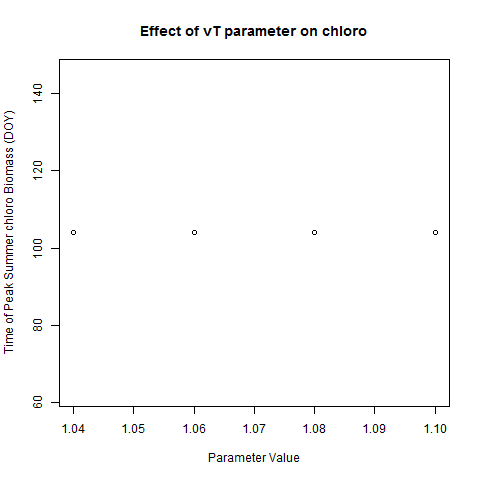 Effect of vT parameter on chloro
Time of Peak Summer chloro Biomass (DOY)
140
120
100
80
60
1.04 1.05 1.06 1.07 1.08 1.09 1.10
Parameter Value